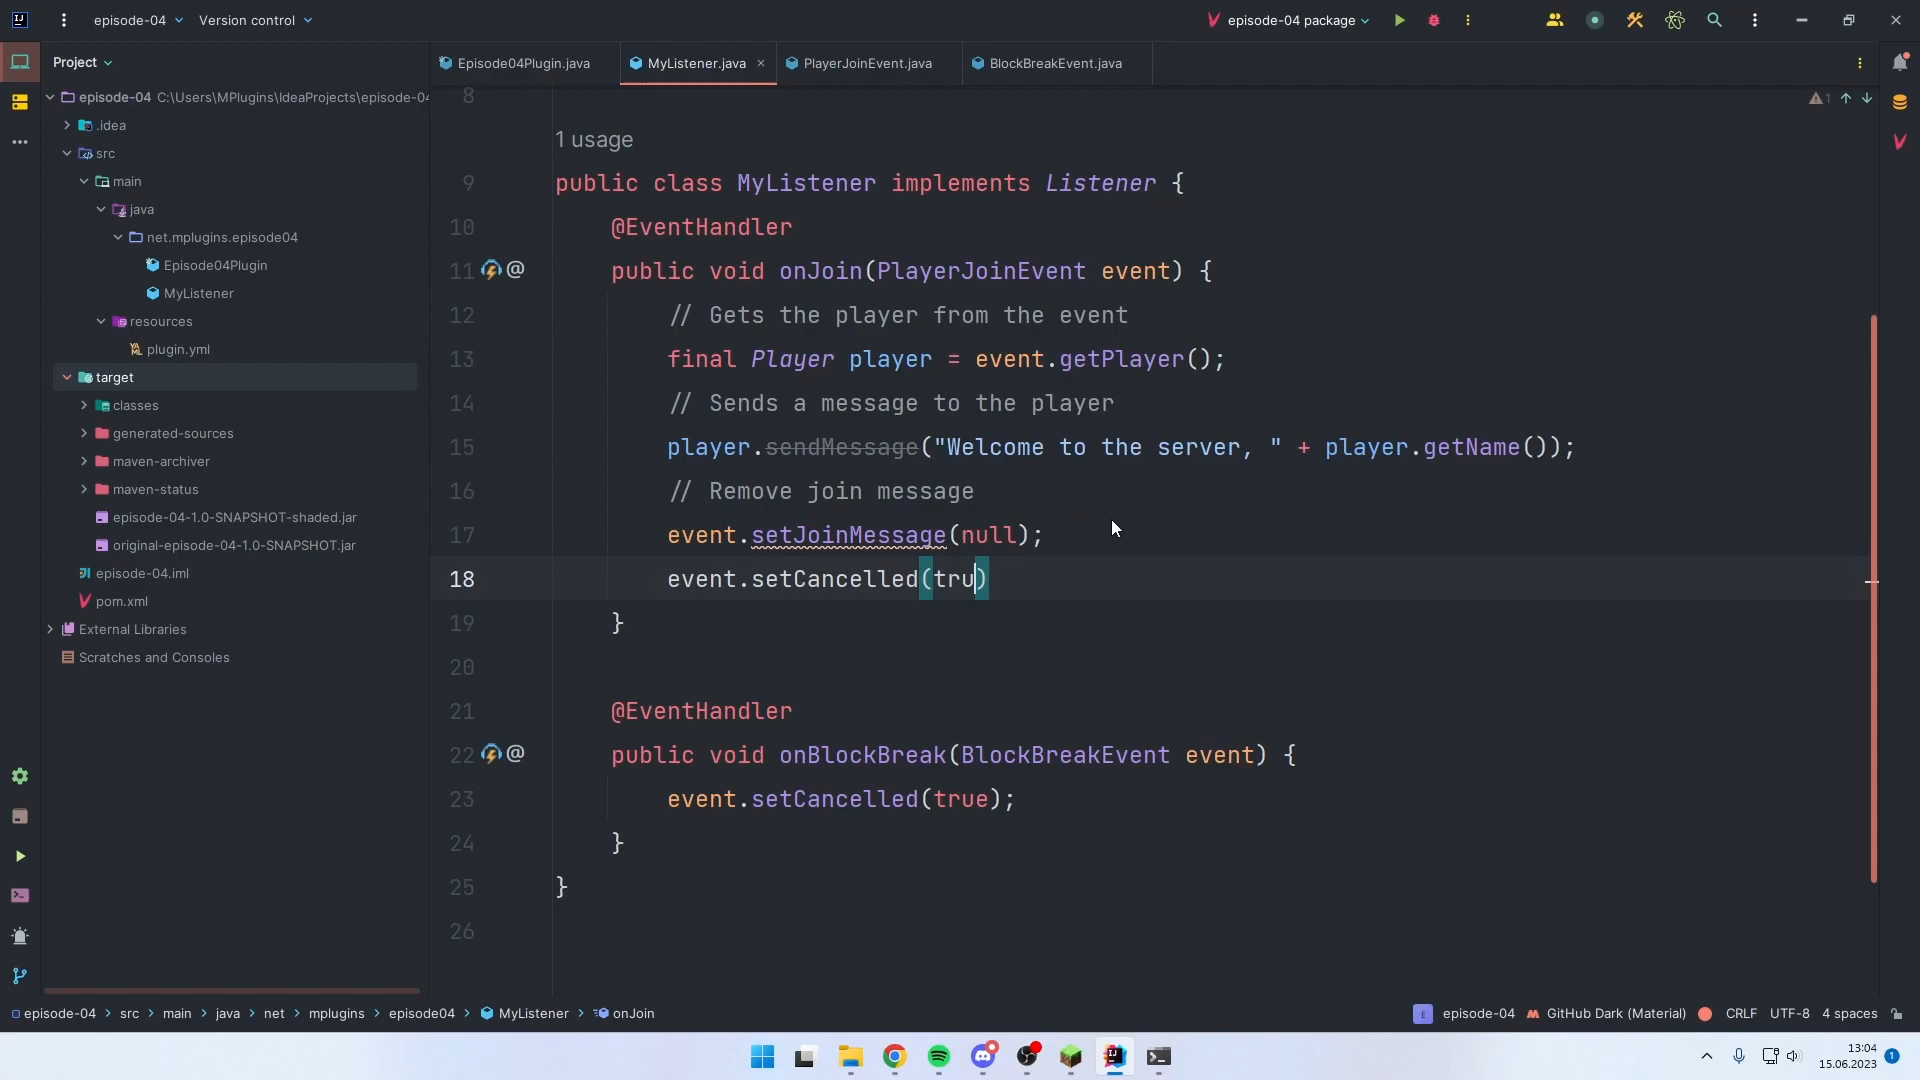 episode-04
Version control
episode-04 package
Project
Episode04Plugin.java
MyListener.java
PlayerJoinEvent.java
BlockBreakEvent.java
episode-04 C:\Users\MPlugins\IdeaProjects\episode-04
.idea
src
main
java
net.mplugins.episode04
Episode04Plugin
MyListener
resources
plugin.yml
target
classes
generated-sources
maven-archiver
maven-status
episode-04-1.0-SNAPSHOT-shaded.jar
original-episode-04-1.0-SNAPSHOT.jar
episode-04.iml
pom.xml
External Libraries
Scratches and Consoles
1
8
1 usage
9 public class MyListener implements Listener {
10 @EventHandler
11 @ public void onJoin(PlayerJoinEvent event) {
12 // Gets the player from the event
13 final Player player = event.getPlayer();
14 // Sends a message to the player
15 player.sendMessage("Welcome to the server, " + player.getName());
16 // Remove join message
17 event.setJoinMessage(null);
18 event.setCancelled(tru)
19 }
20
21 @EventHandler
22 @ public void onBlockBreak(BlockBreakEvent event) {
23 event.setCancelled(true);
24 }
25 }
26
episode-04 > src > main > java > net > mplugins > episode04 > MyListener > onJoin
E episode-04 GitHub Dark (Material) CRLF UTF-8 4 spaces
13:04
15.06.2023
1